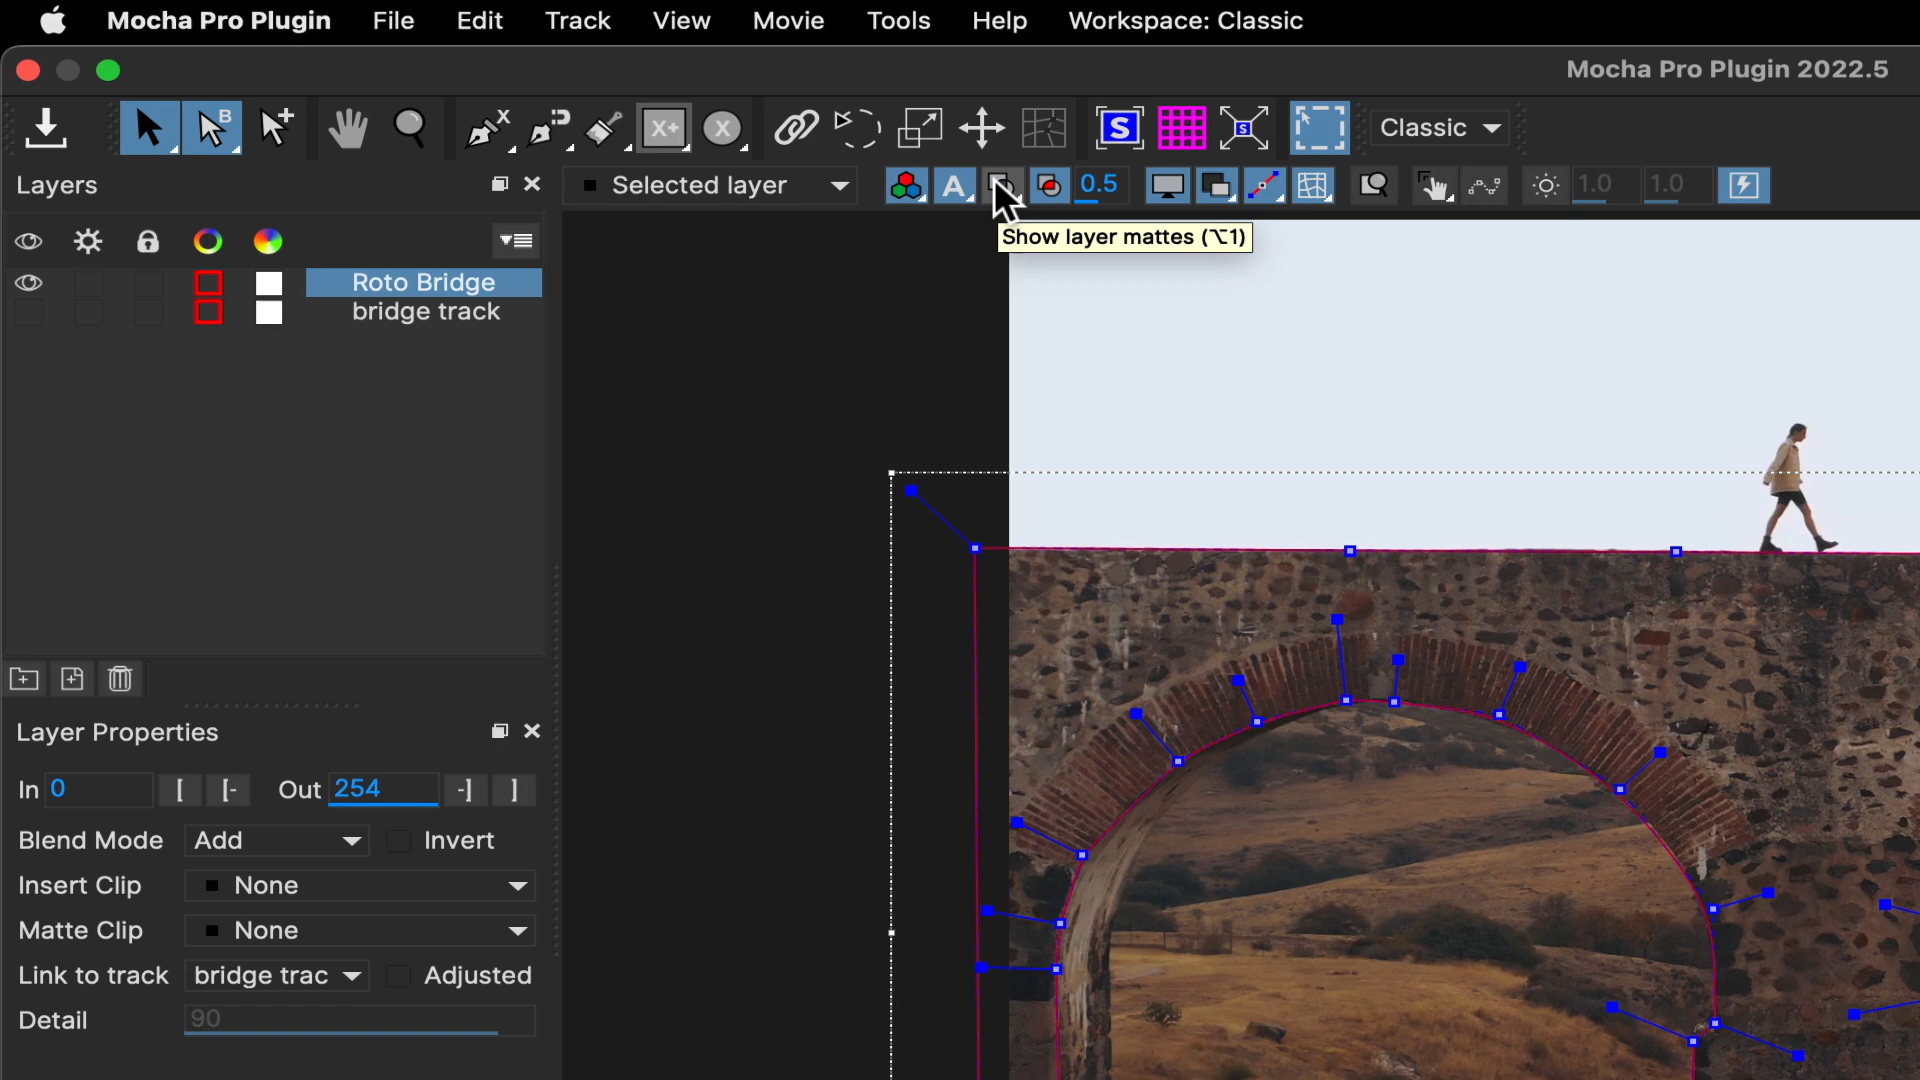 Mocha Pro Plugin File Edit Track View Movie Tools Help Workspace: Classic
Mocha Pro Plugin 2022.5
B X X+ X S S Classic
Layers
Selected layer A 0.5 1.0 1.0
Show layer mattes (⌥1)
Roto Bridge
bridge track
Layer Properties
In 0 [ [- Out 254 -] ]
Blend Mode Add Invert
Insert Clip None
Matte Clip None
Link to track bridge trac Adjusted
Detail 90